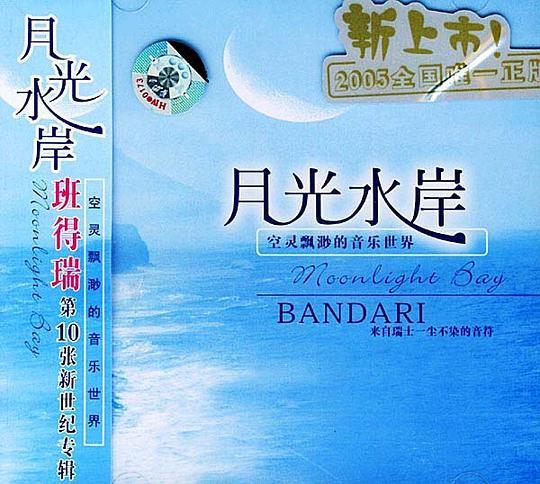 月光水岸
班得瑞
第10张新世纪专辑
Moonlight Bay
空灵飘渺的音乐世界
新上市!
2005全国唯一正版
月光水岸
空灵飘渺的音乐世界
Moonlight Bay
BANDARI
来自瑞士一尘不染的音符